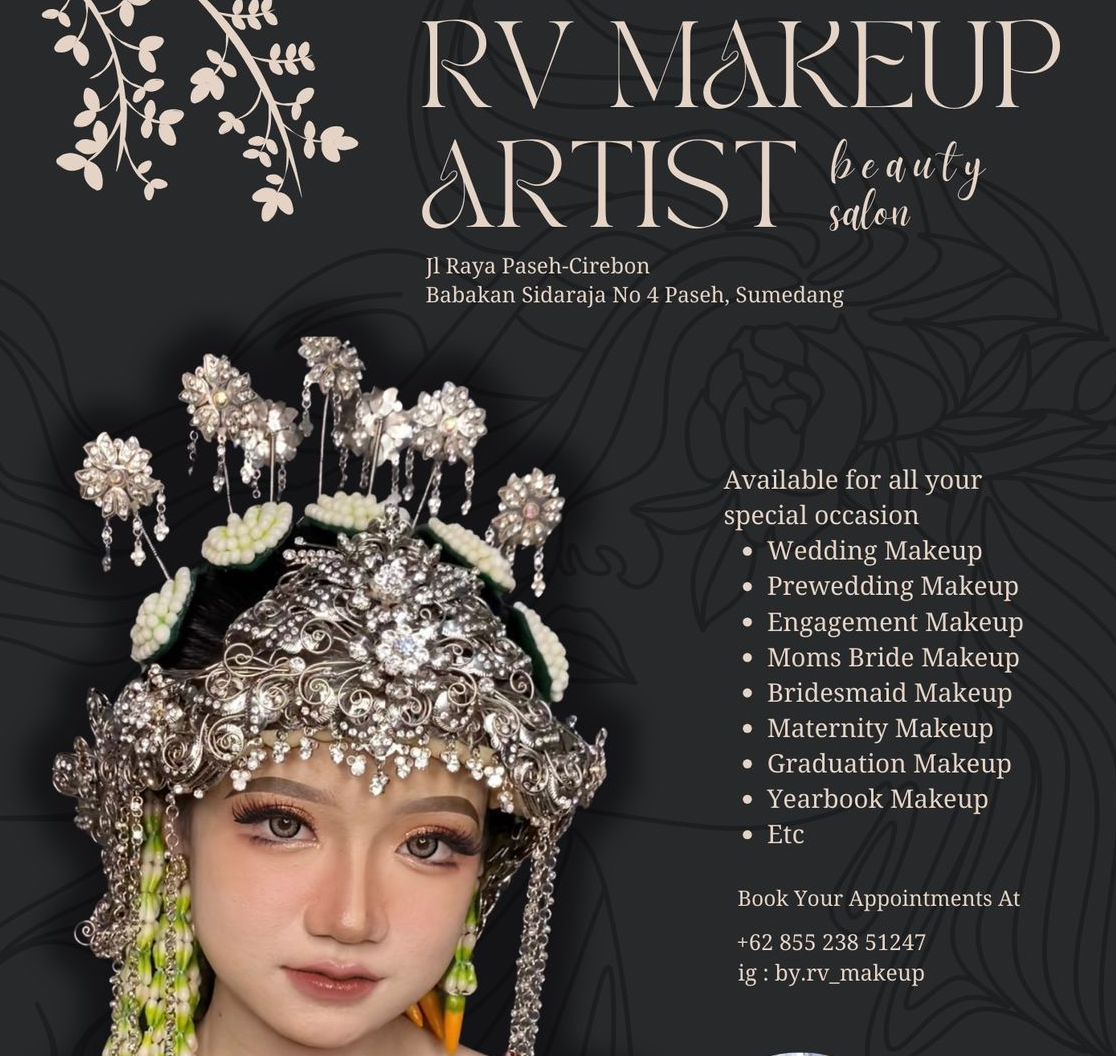 RV MAKEUP
ARTIST beauty
salon
Jl Raya Paseh-Cirebon
Babakan Sidaraja No 4 Paseh, Sumedang
Available for all your
special occasion
• Wedding Makeup
• Prewedding Makeup
• Engagement Makeup
• Moms Bride Makeup
• Bridesmaid Makeup
• Maternity Makeup
• Graduation Makeup
• Yearbook Makeup
• Etc
Book Your Appointments At
+62 855 238 51247
ig : by.rv_makeup